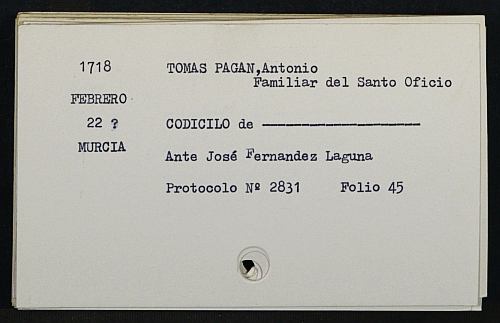 1718 TOMAS PAGAN,Antonio
Familiar del Santo Oficio
FEBRERO
22 ? CODICILO de --------------------
MURCIA
Ante José Fernandez Laguna
Protocolo Nº 2831 Folio 45